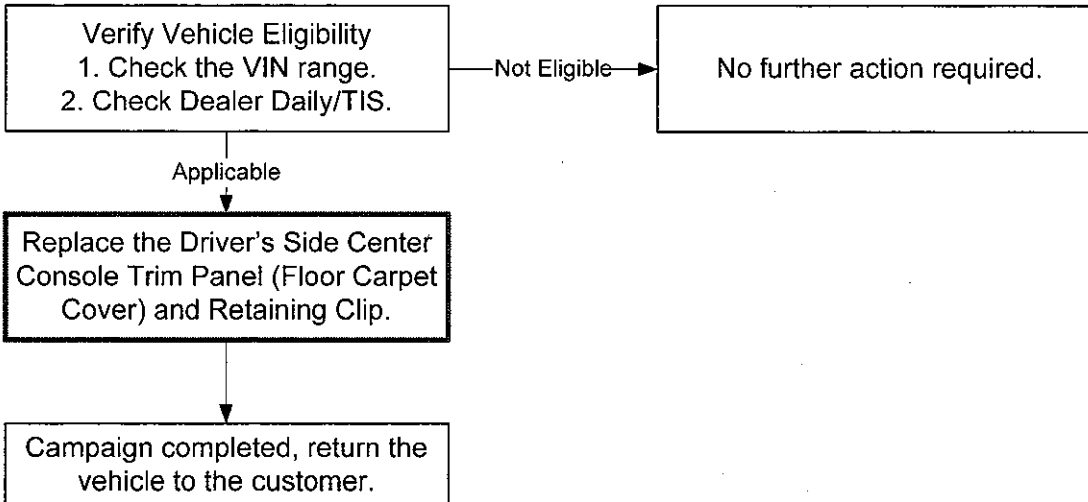 Verify Vehicle Eligibility
1. Check the VIN range.
2. Check Dealer Daily/TIS.
Not Eligible
No further action required.
Applicable
Replace the Driver's Side Center
Console Trim Panel (Floor Carpet
Cover) and Retaining Clip.
Campaign completed, return the
vehicle to the customer.